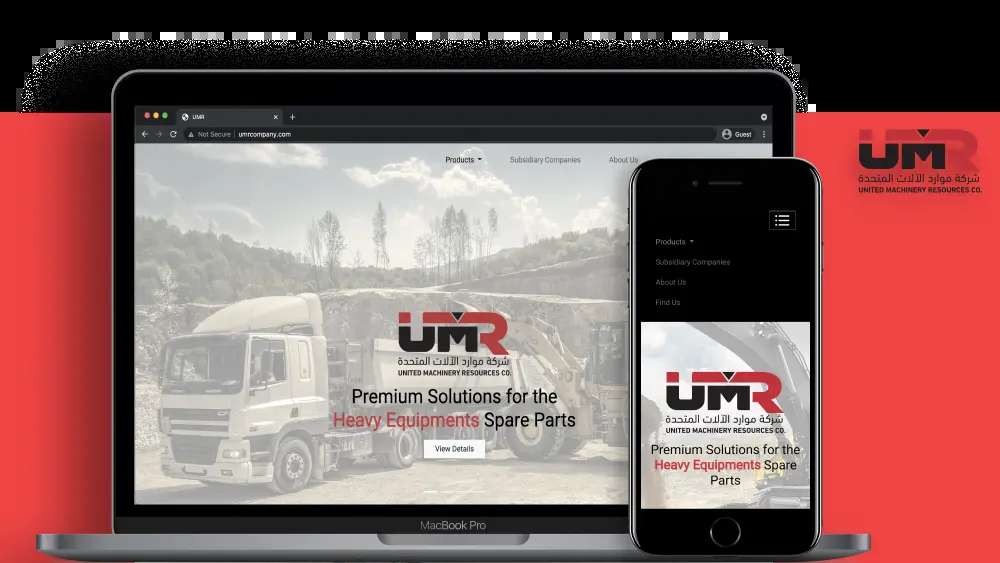 UMR
Not Secure
umrcompany.com
Guest
Products
Subsidiary Companies
About Us
UMR
شركة موارد الآلات المتحدة
UNITED MACHINERY RESOURCES CO.
Premium Solutions for the
Heavy Equipments Spare Parts
View Details
MacBook Pro
Products
Subsidiary Companies
About Us
Find Us
UMR
شركة موارد الآلات المتحدة
UNITED MACHINERY RESOURCES CO.
Premium Solutions for the
Heavy Equipments Spare
Parts
UMR
شركة موارد الآلات المتحدة
UNITED MACHINERY RESOURCES CO.